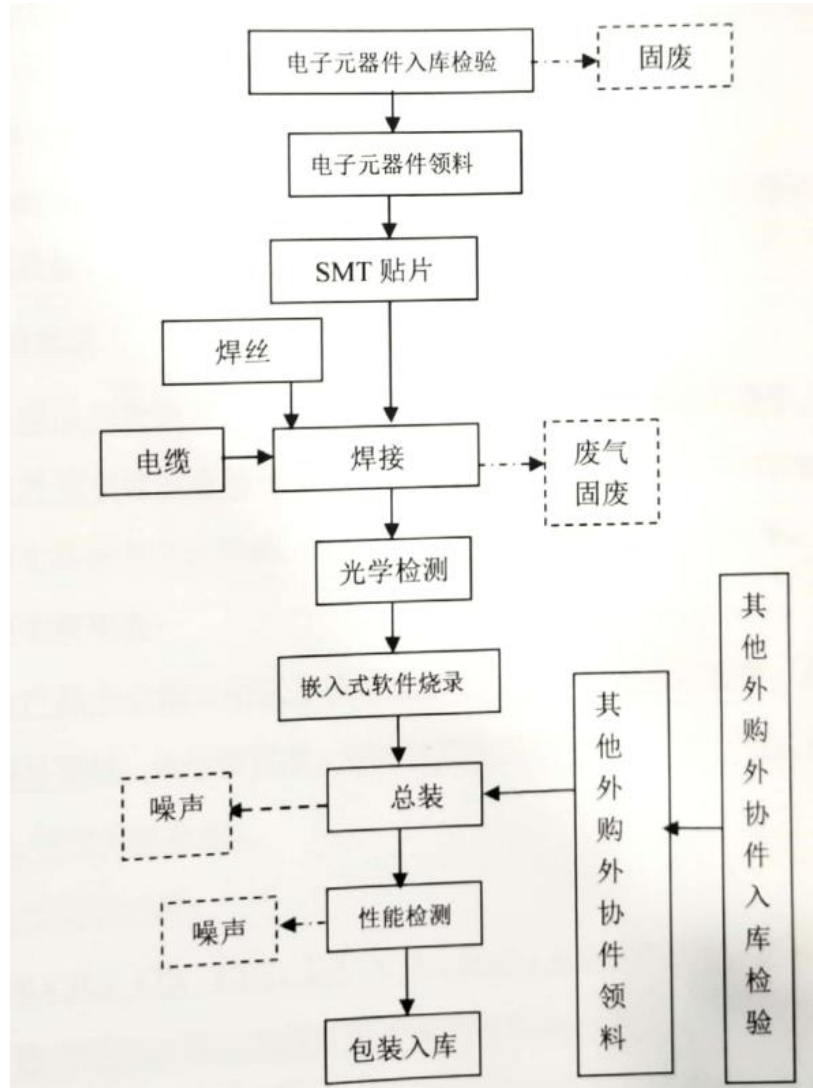 电子元器件入库检验
固废
电子元器件领料
SMT 贴片
焊丝
电缆
焊接
废气
固废
光学检测
嵌入式软件烧录
总装
噪声
性能检测
噪声
包装入库
其他外购外协件领料
其他外购外协件入库检验